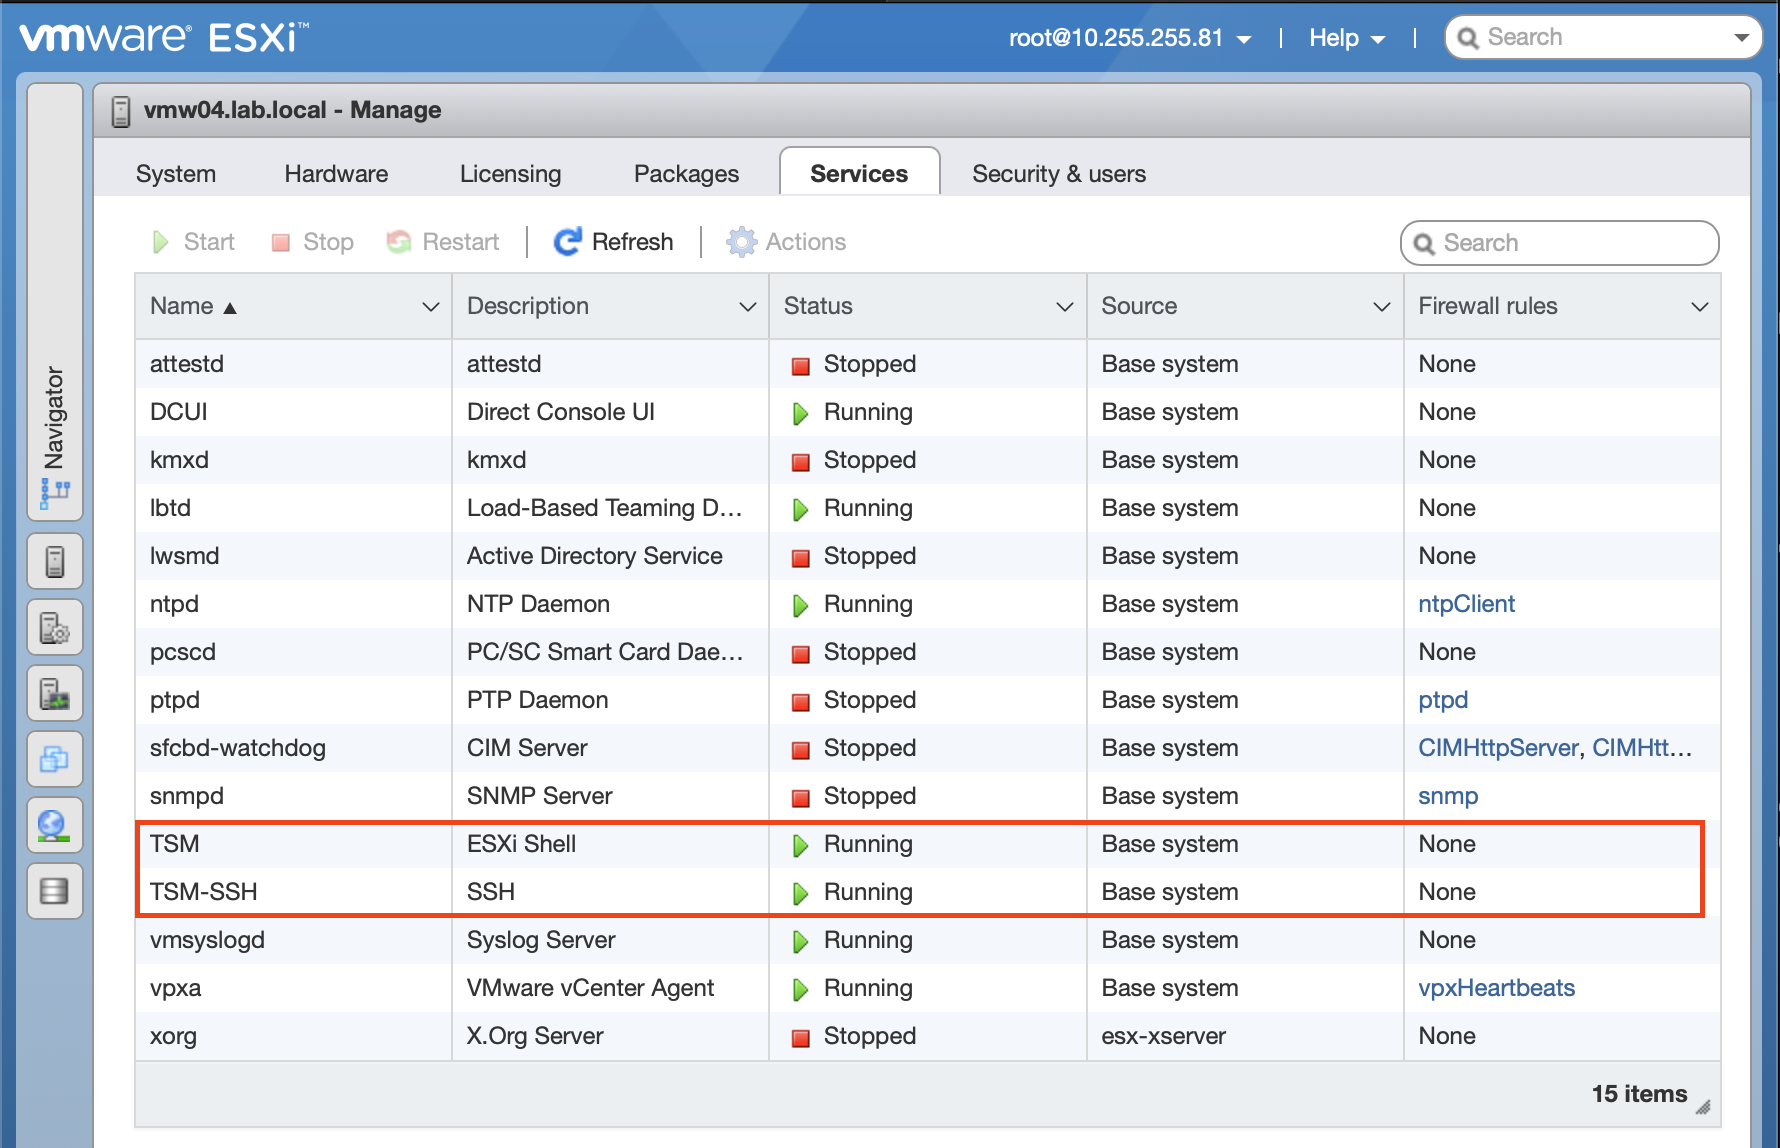 vmware® ESXi™ root@10.255.255.81 | Help | Search
vmw04.lab.local - Manage
System Hardware Licensing Packages Services Security & users
Start Stop Restart | Refresh | Actions Search
Name ▲ Description Status Source Firewall rules
attestd attestd Stopped Base system None
DCUI Direct Console UI Running Base system None
kmxd kmxd Stopped Base system None
lbtd Load-Based Teaming D... Running Base system None
lwsmd Active Directory Service Stopped Base system None
ntpd NTP Daemon Running Base system ntpClient
pcscd PC/SC Smart Card Dae... Stopped Base system None
ptpd PTP Daemon Stopped Base system ptpd
sfcbd-watchdog CIM Server Stopped Base system CIMHttpServer, CIMHtt...
snmpd SNMP Server Stopped Base system snmp
TSM ESXi Shell Running Base system None
TSM-SSH SSH Running Base system None
vmsyslogd Syslog Server Running Base system None
vpxa VMware vCenter Agent Running Base system vpxHeartbeats
xorg X.Org Server Stopped esx-xserver None
15 items
Navigator